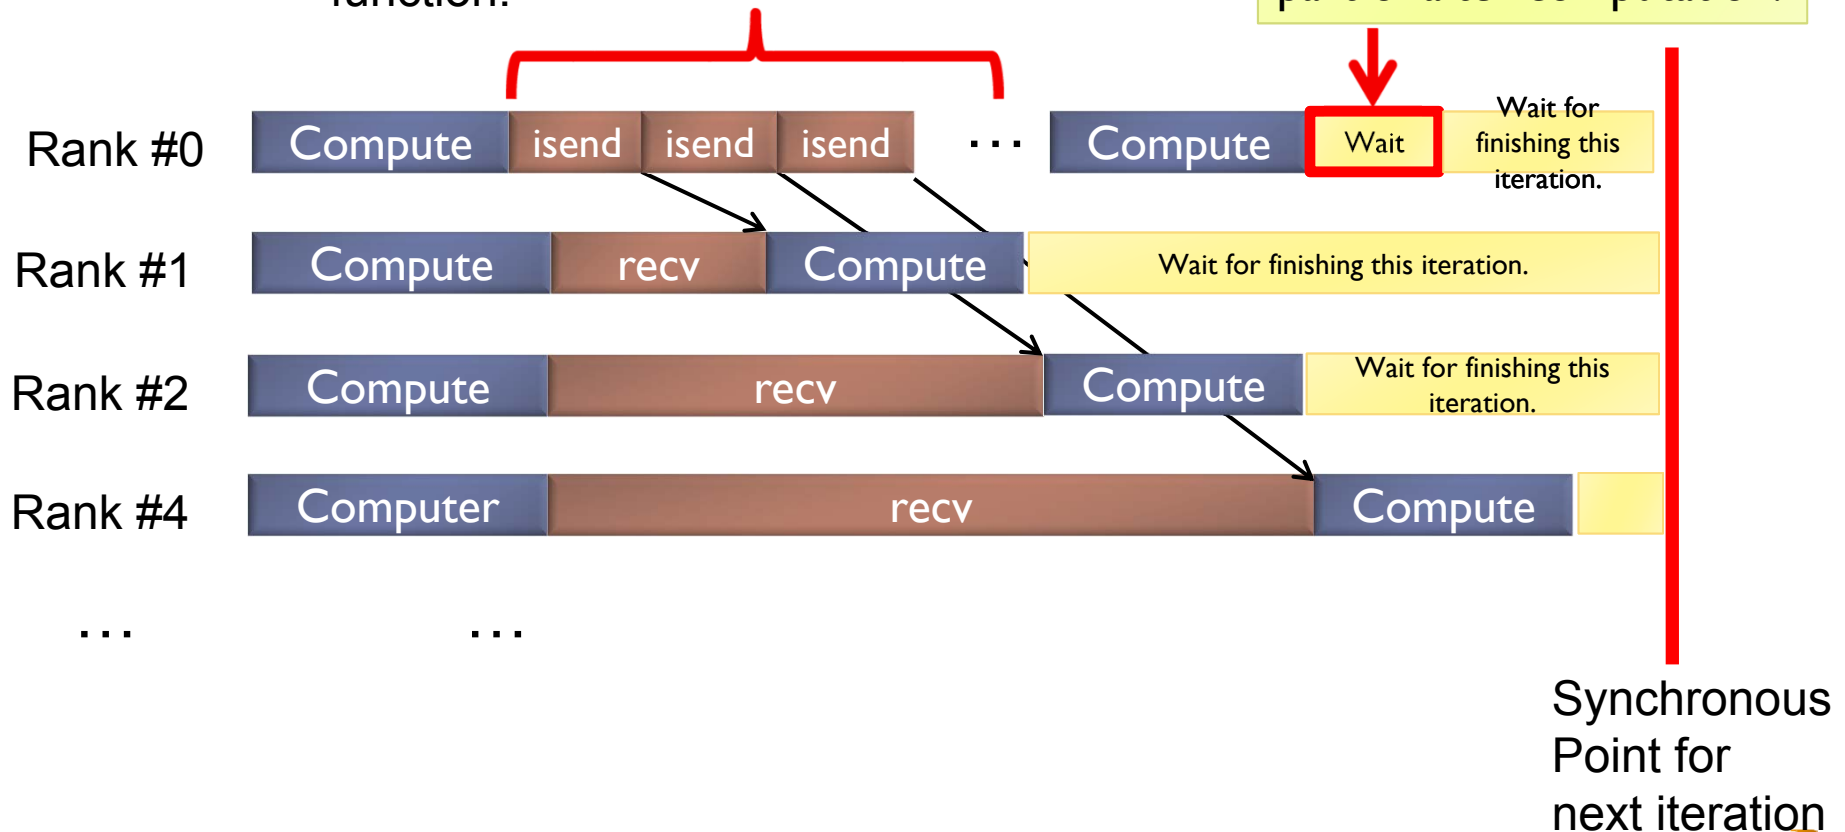 function.
Rank #0
Compute
isend
isend
isend
...
Compute
Wait
Wait for
finishing this
iteration.
Rank #1
Compute
recv
Compute
Wait for finishing this iteration.
Rank #2
Compute
recv
Compute
Wait for finishing this
iteration.
Rank #4
Computer
recv
Compute
...
...
Synchronous
Point for
next iteration